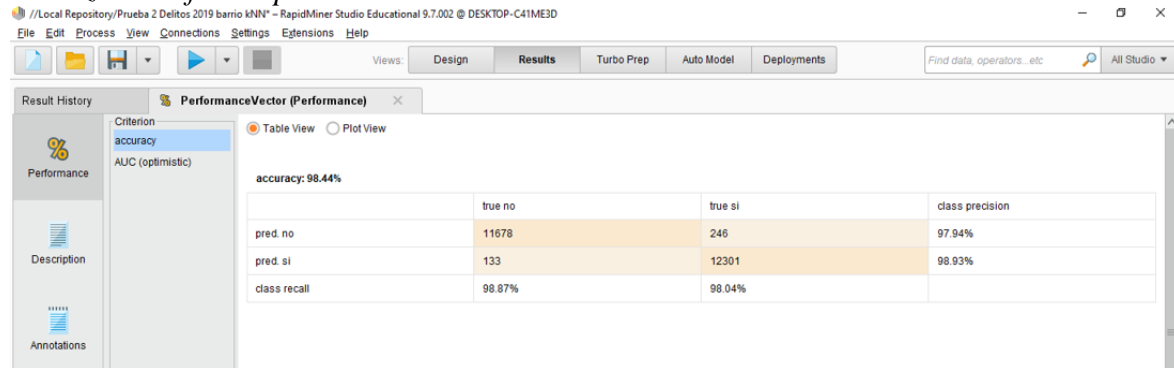 //Local Repository/Prueba 2 Delitos 2019 barrio kNN* – RapidMiner Studio Educational 9.7.002 @ DESKTOP-C41ME3D
File Edit Process View Connections Settings Extensions Help
Views: Design Results Turbo Prep Auto Model Deployments Find data, operators...etc All Studio
Result History % PerformanceVector (Performance)
Criterion
accuracy
AUC (optimistic)
%
Performance
Description
Annotations
Table View Plot View
accuracy: 98.44%
true no true si class precision
pred. no 11678 246 97.94%
pred. si 133 12301 98.93%
class recall 98.87% 98.04%